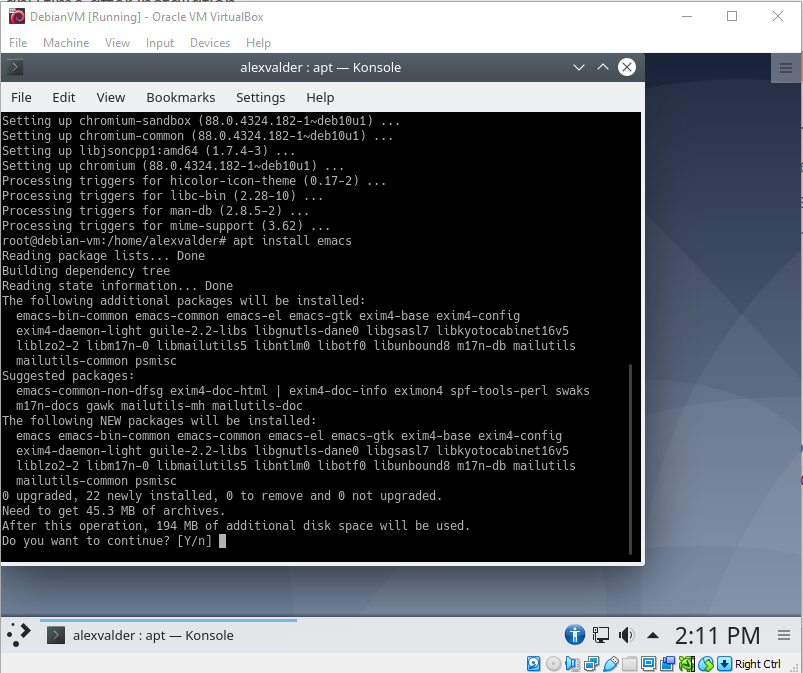 DebianVM [Running] - Oracle VM VirtualBox
File Machine View Input Devices Help
alexvalder : apt — Konsole
File Edit View Bookmarks Settings Help
Setting up chromium-sandbox (88.0.4324.182-1~deb10u1) ...
Setting up chromium-common (88.0.4324.182-1~deb10u1) ...
Setting up libjsoncpp1:amd64 (1.7.4-3) ...
Setting up chromium (88.0.4324.182-1~deb10u1) ...
Processing triggers for hicolor-icon-theme (0.17-2) ...
Processing triggers for libc-bin (2.28-10) ...
Processing triggers for man-db (2.8.5-2) ...
Processing triggers for mime-support (3.62) ...
root@debian-vm:/home/alexvalder# apt install emacs
Reading package lists... Done
Building dependency tree
Reading state information... Done
The following additional packages will be installed:
emacs-bin-common emacs-common emacs-el emacs-gtk exim4-base exim4-config
exim4-daemon-light guile-2.2-libs libgnutls-dane0 libgsasl7 libkyotocabinet16v5
liblzo2-2 libm17n-0 libmailutils5 libntlm0 libotf0 libunbound8 m17n-db mailutils
mailutils-common psmisc
Suggested packages:
emacs-common-non-dfsg exim4-doc-html | exim4-doc-info eximon4 spf-tools-perl swaks
m17n-docs gawk mailutils-mh mailutils-doc
The following NEW packages will be installed:
emacs emacs-bin-common emacs-common emacs-el emacs-gtk exim4-base exim4-config
exim4-daemon-light guile-2.2-libs libgnutls-dane0 libgsasl7 libkyotocabinet16v5
liblzo2-2 libm17n-0 libmailutils5 libntlm0 libotf0 libunbound8 m17n-db mailutils
mailutils-common psmisc
0 upgraded, 22 newly installed, 0 to remove and 0 not upgraded.
Need to get 45.3 MB of archives.
After this operation, 194 MB of additional disk space will be used.
Do you want to continue? [Y/n]
alexvalder : apt — Konsole
2:11 PM
Right Ctrl